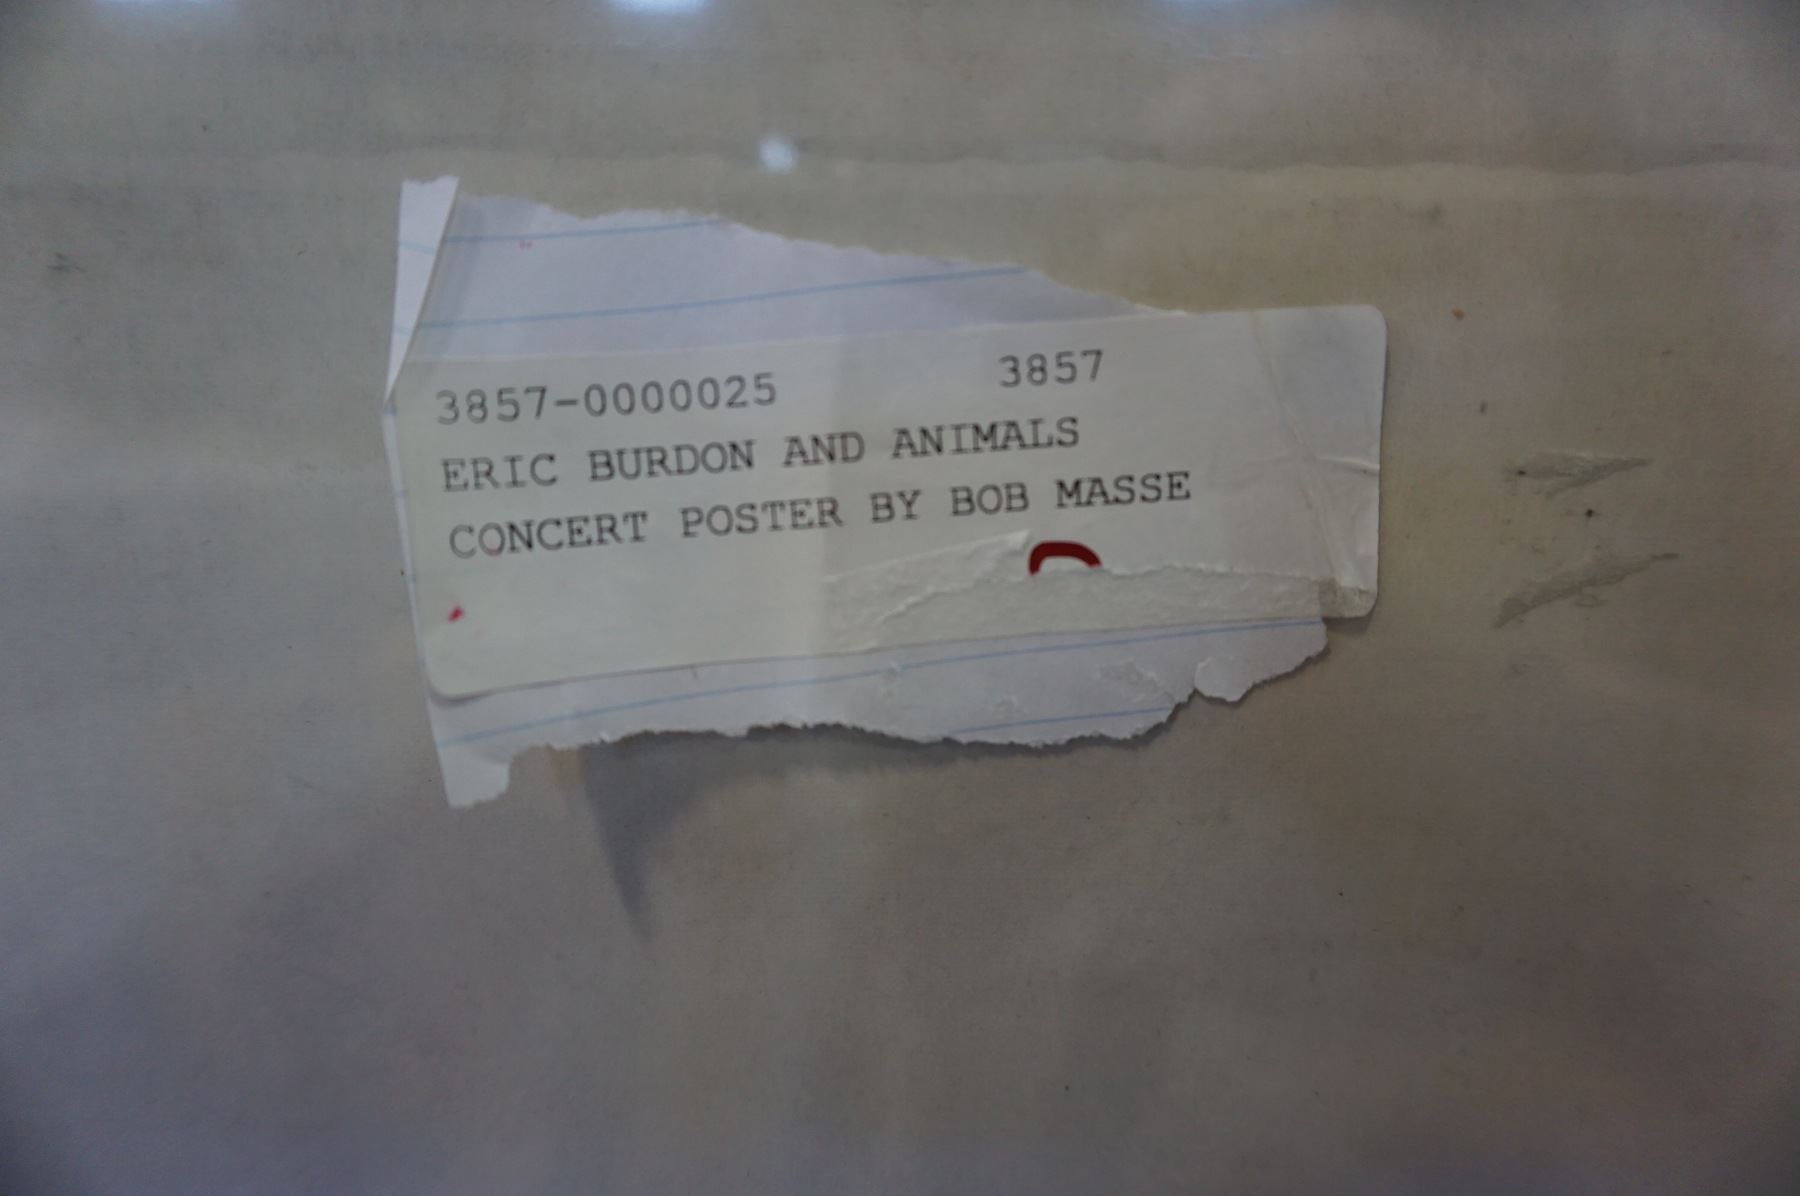 3857-0000025 3857
ERIC BURDON AND ANIMALS
CONCERT POSTER BY BOB MASSE